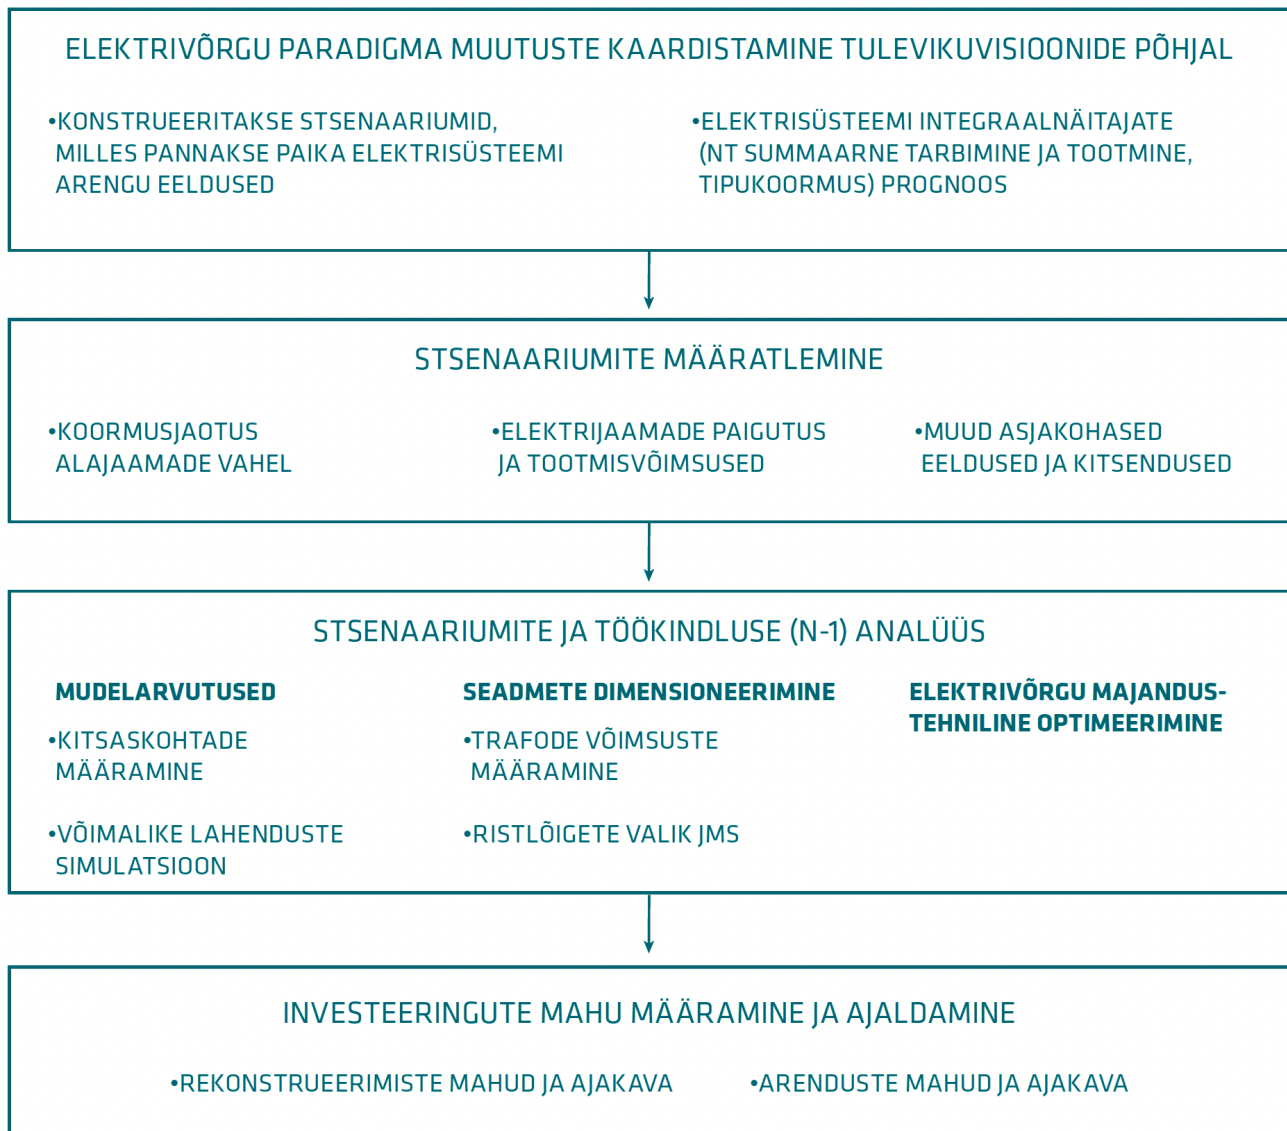 ELEKTRIVÕRGU PARADIGMA MUUTUSTE KAARDISTAMINE TULEVIKUVISIOONIDE PÕHJAL
•KONSTRUEERITAKSE STSENAARIUMID,
MILLES PANNAKSE PAIKA ELEKTRISÜSTEEMI
ARENGU EELDUSED
•ELEKTRISÜSTEEMI INTEGRAALNÄITAJATE
(NT SUMMAARNE TARBIMINE JA TOOTMINE,
TIPUKOORMUS) PROGNOOS
STSENAARIUMITE MÄÄRATLEMINE
•KOORMUSJAOTUS
ALAJAAMADE VAHEL
•ELEKTRIJAAMADE PAIGUTUS
JA TOOTMISVÕIMSUSED
•MUUD ASJAKOHASED
EELDUSED JA KITSENDUSED
STSENAARIUMITE JA TÖÖKINDLUSE (N-1) ANALÜÜS
MUDELARVUTUSED
•KITSASKOHTADE
MÄÄRAMINE
•VÕIMALIKE LAHENDUSTE
SIMULATSIOON
SEADMETE DIMENSIONEERIMINE
•TRAFODE VÕIMSUSTE
MÄÄRAMINE
•RISTLÕIGETE VALIK JMS
ELEKTRIVÕRGU MAJANDUS-
TEHNILINE OPTIMEERIMINE
INVESTEERINGUTE MAHU MÄÄRAMINE JA AJALDAMINE
•REKONSTRUEERIMISTE MAHUD JA AJAKAVA
•ARENDUSTE MAHUD JA AJAKAVA